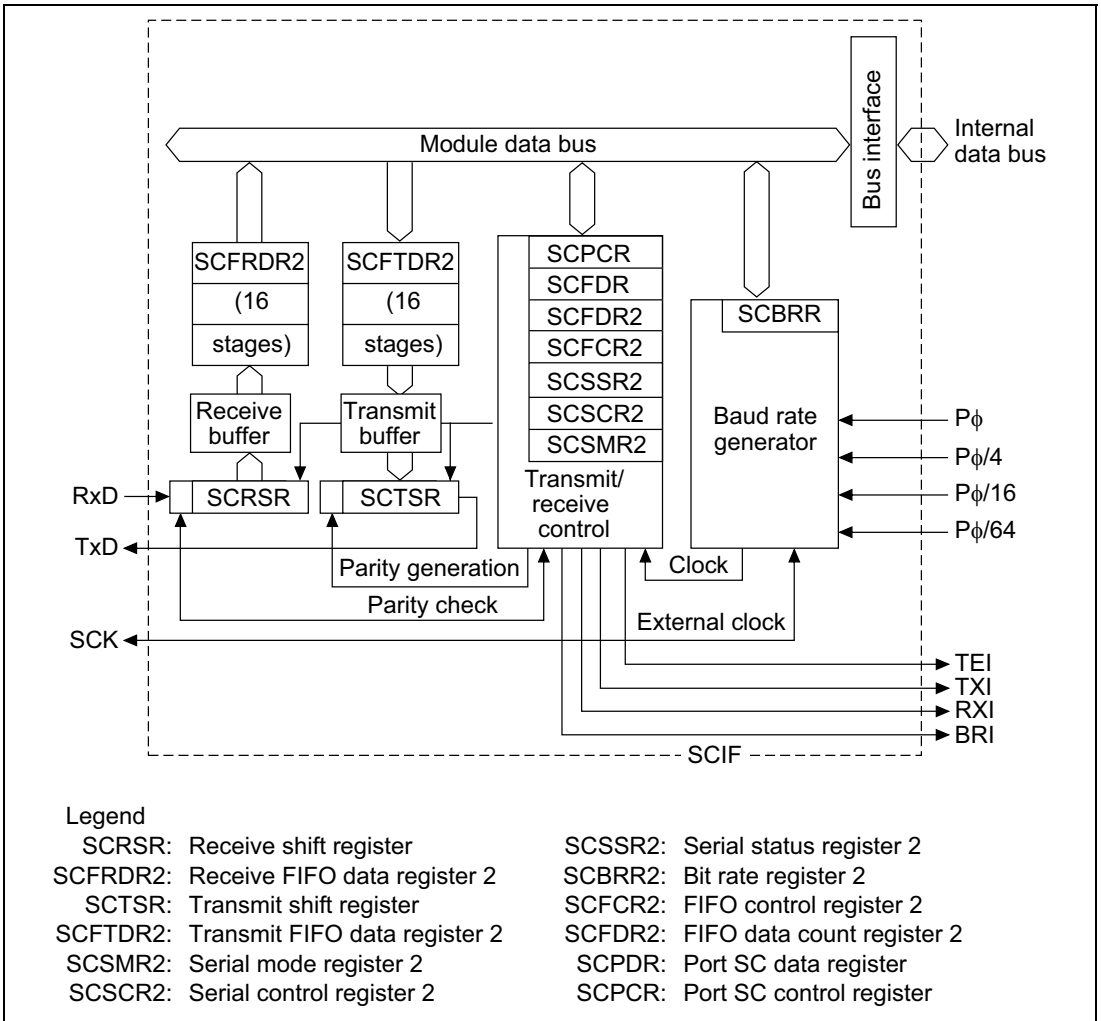 Bus interface
Internal
data bus
Module data bus
SCFRDR2
(16
stages)
SCFTDR2
(16
stages)
SCPCR
SCFDR
SCFDR2
SCFCR2
SCSSR2
SCSCR2
SCSMR2
Transmit/
receive
control
SCBRR
Baud rate
generator
Receive
buffer
Transmit
buffer
Pϕ
Pϕ/4
Pϕ/16
Pϕ/64
RxD
SCRSR
SCTSR
TxD
Parity generation
Clock
Parity check
External clock
SCK
TEI
TXI
RXI
BRI
SCIF
Legend
SCRSR: Receive shift register
SCFRDR2: Receive FIFO data register 2
SCTSR: Transmit shift register
SCFTDR2: Transmit FIFO data register 2
SCSMR2: Serial mode register 2
SCSCR2: Serial control register 2
SCSSR2: Serial status register 2
SCBRR2: Bit rate register 2
SCFCR2: FIFO control register 2
SCFDR2: FIFO data count register 2
SCPDR: Port SC data register
SCPCR: Port SC control register